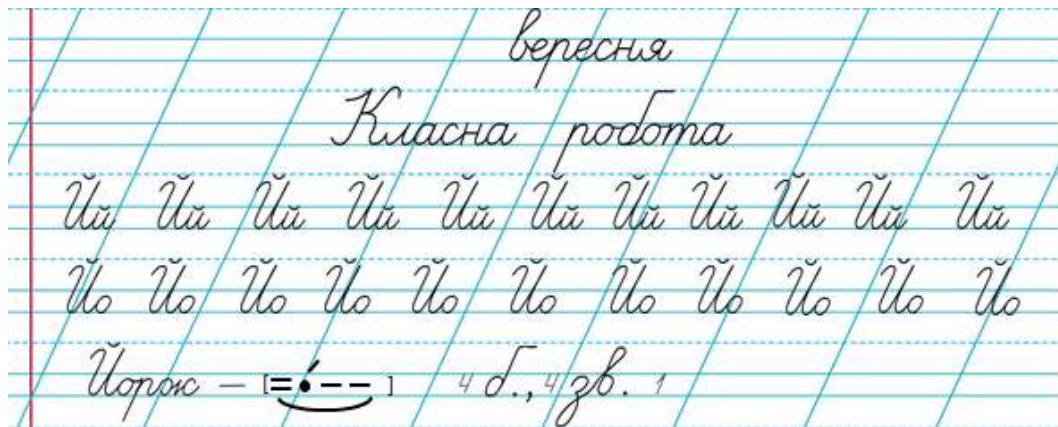 вересня
Класна робота
Йй Йй Йй Йй Йй Йй Йй Йй Йй Йй Йй
Йо Йо Йо Йо Йо Йо Йо Йо Йо Йо Йо
Йорж – [=•́– – ] 4 б., 4 зв. 1